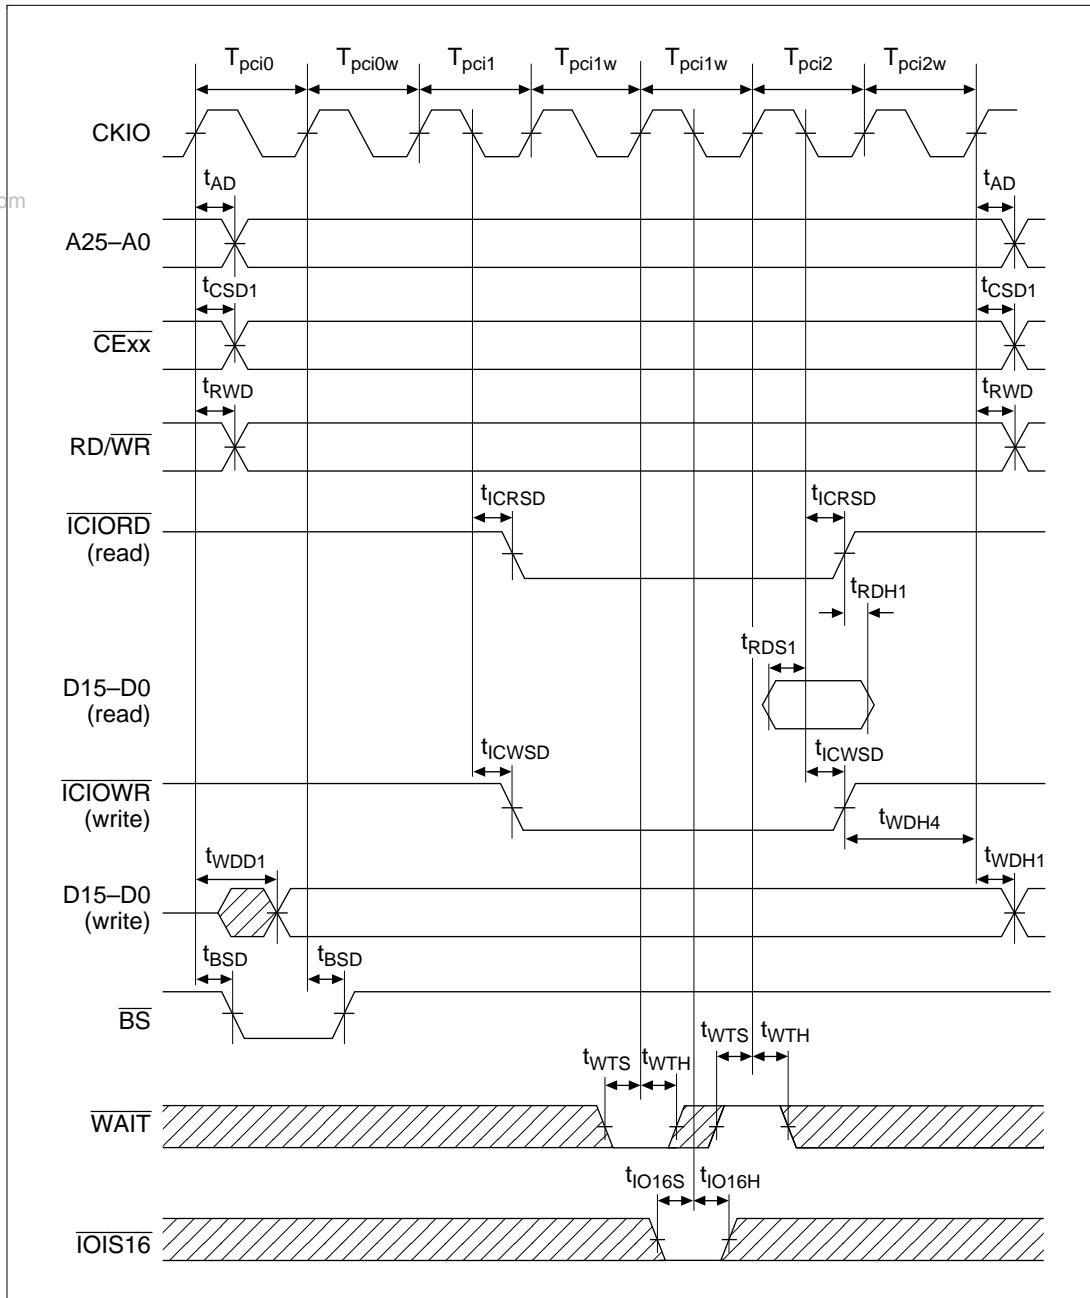 Tpci0 Tpci0w Tpci1 Tpci1w Tpci1w Tpci2 Tpci2w
CKIO
tAD tAD
om
A25–A0
tCSD1 tCSD1
CExx
tRWD tRWD
RD/WR
tICRSD tICRSD
ICIORD
(read)
tRDH1
tRDS1
D15–D0
(read)
tICWSD tICWSD
ICIOWR
(write)
tWDH4
tWDD1 tWDH1
D15–D0
(write)
tBSD tBSD
BS
tWTS tWTH
tWTS tWTH
WAIT
tIO16S tIO16H
IOIS16